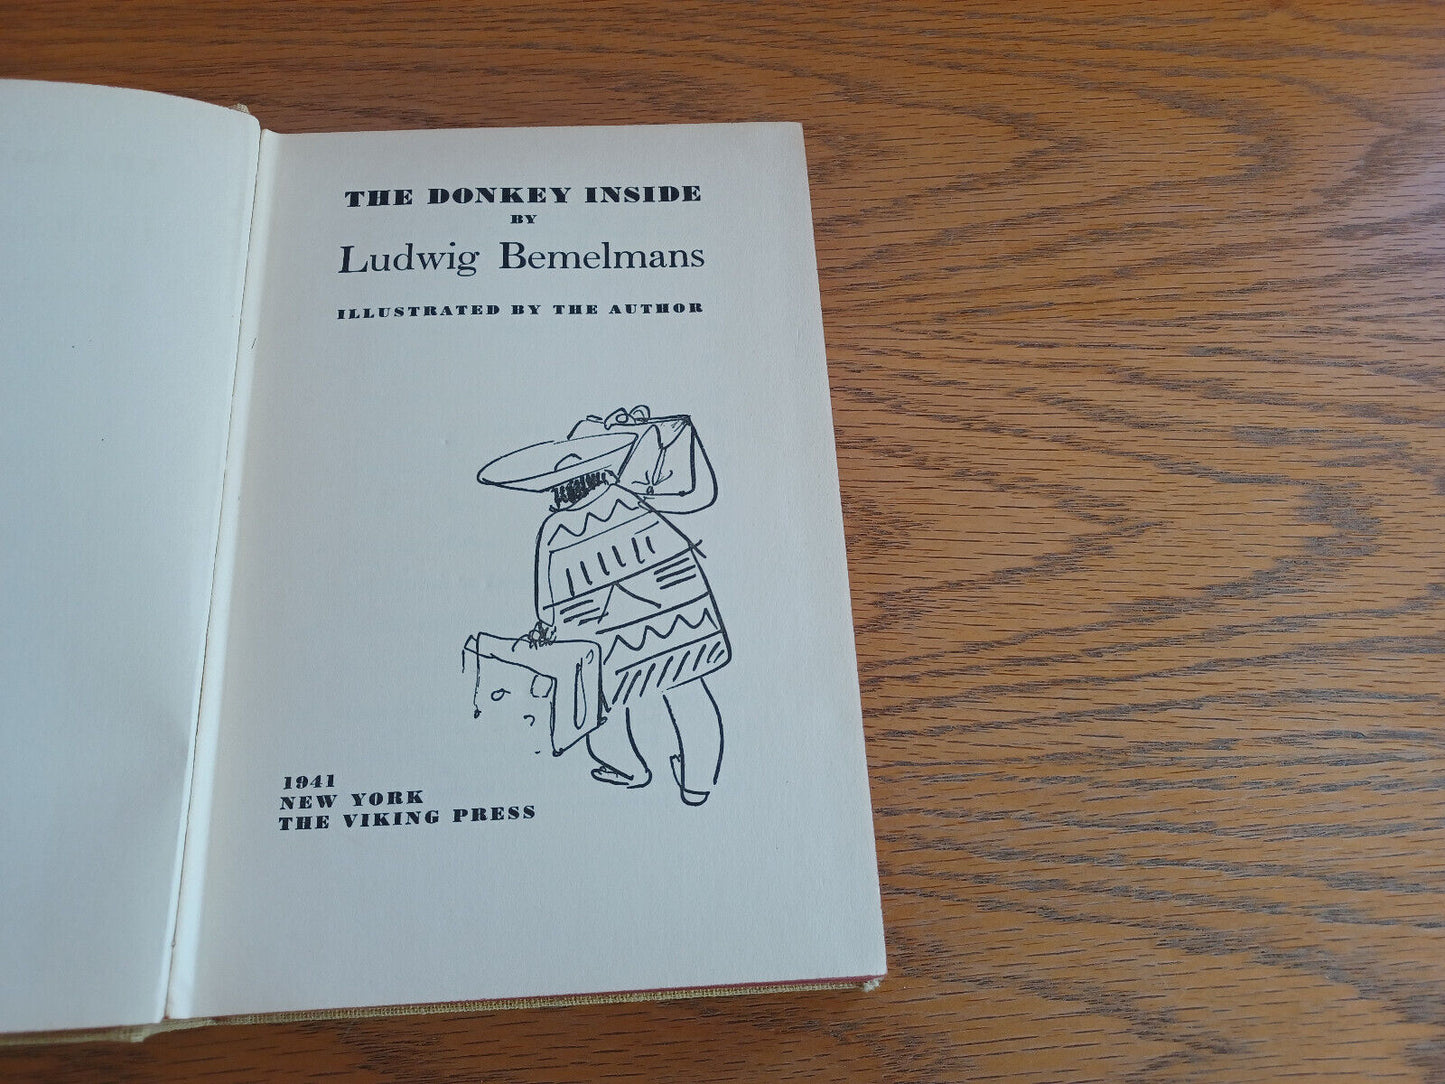 THE DONKEY INSIDE
BY
Ludwig Bemelmans
ILLUSTRATED BY THE AUTHOR
1941
NEW YORK
THE VIKING PRESS